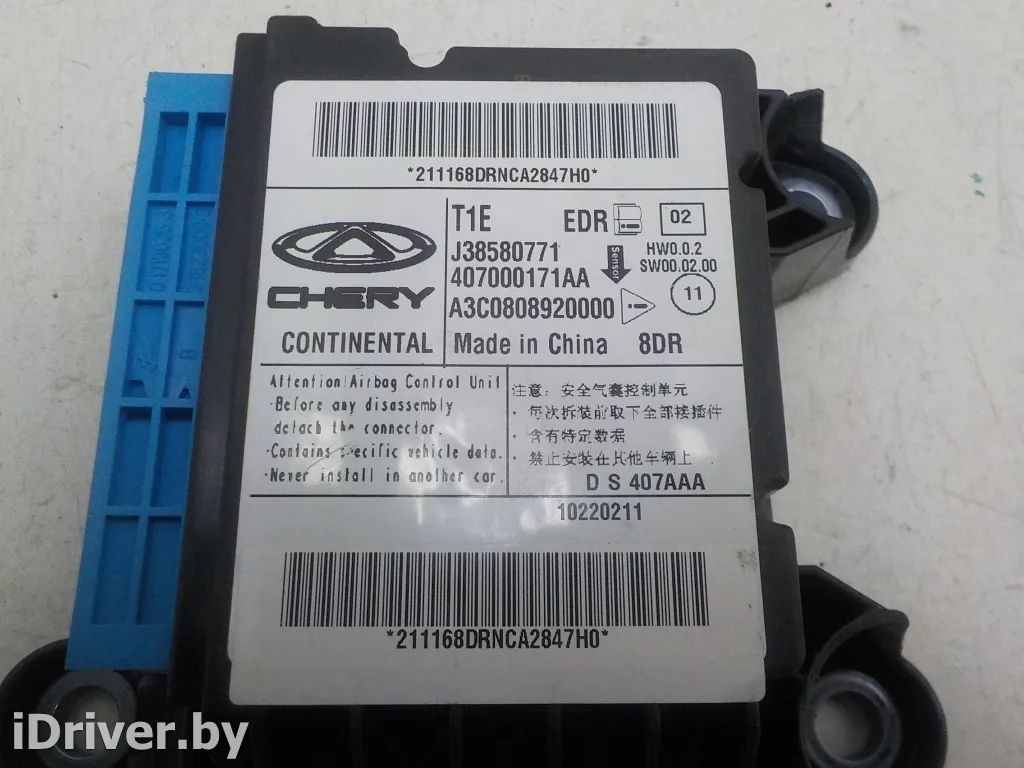 *211168DRNCA2847H0*
T1E EDR 02
J38580771 Sensor HW0.0.2
407000171AA SW00.02.00
CHERY A3C0808920000 11
CONTINENTAL Made in China 8DR
Attention!Airbag Control Unit
·Before any disassembly
detach the connector.
·Contains specific vehicle data.
·Never install in another car.
注意: 安全气囊控制单元
· 每次拆装前取下全部接插件
· 含有特定数据
· 禁止安装在其他车辆上
D S 407AAA
10220211
*211168DRNCA2847H0*
iDriver.by